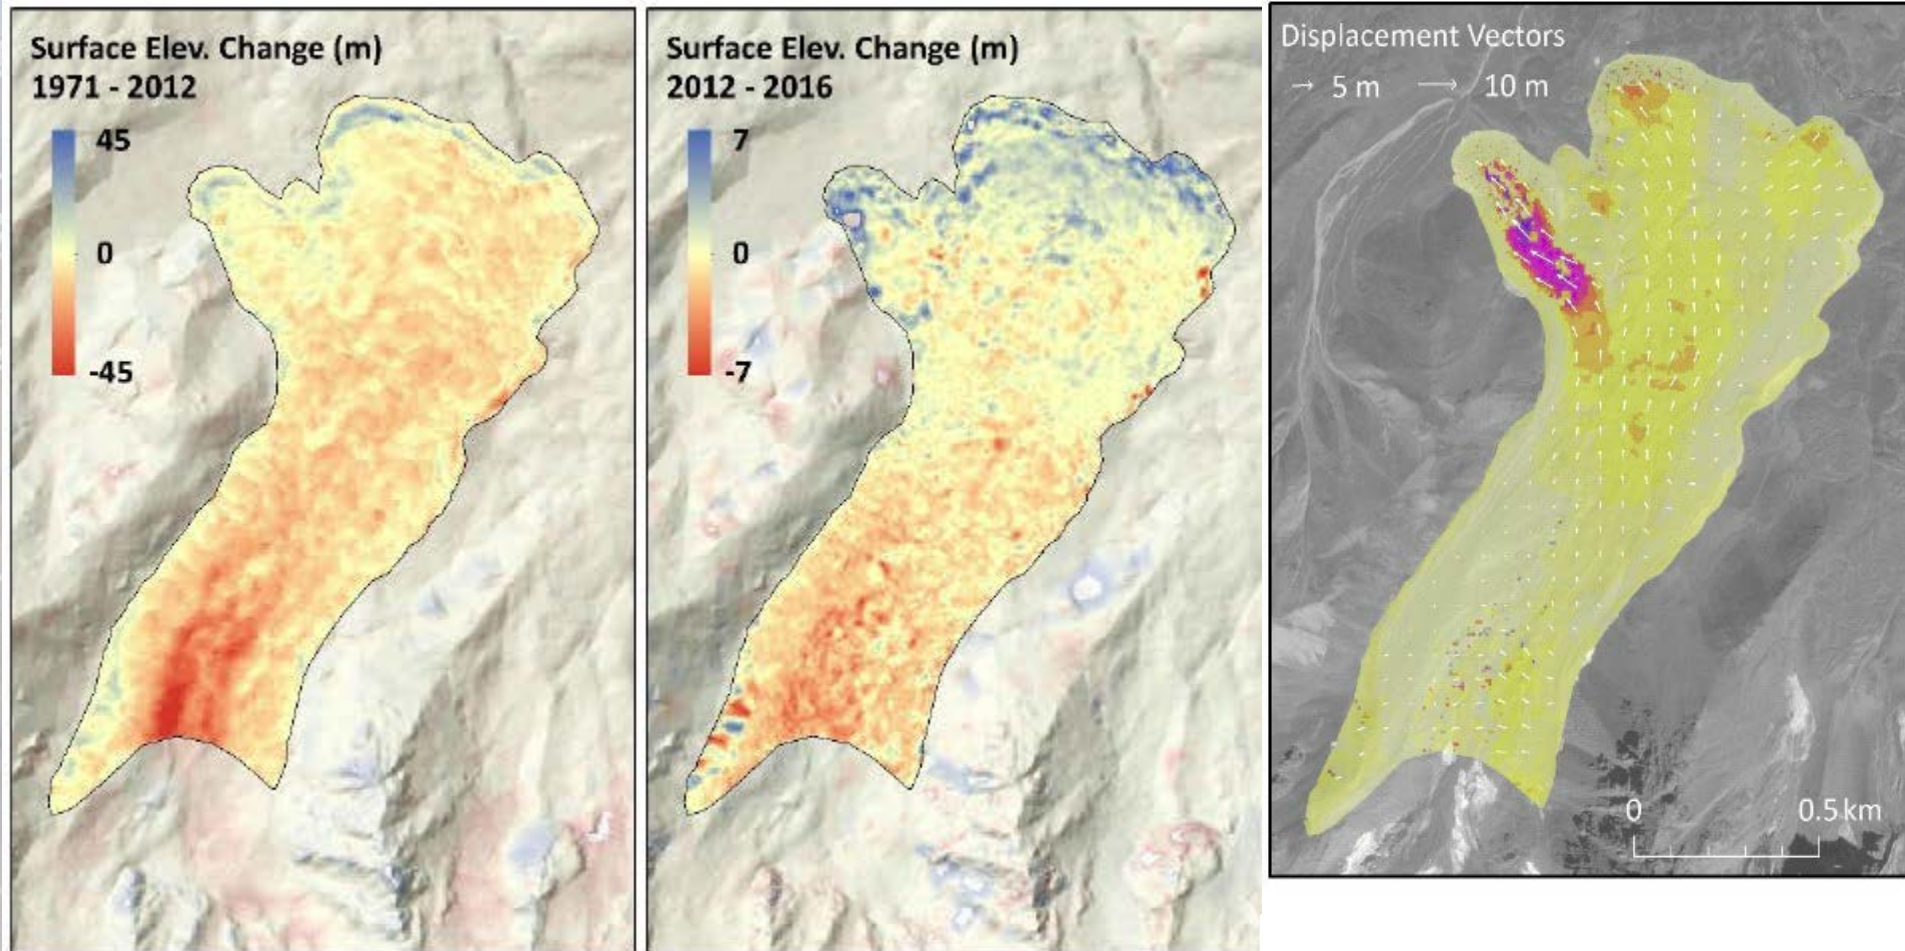 Surface Elev. Change (m)
1971 - 2012
45
0
-45
Surface Elev. Change (m)
2012 - 2016
7
0
-7
Displacement Vectors
5 m
10 m
0
0.5 km